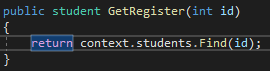 public student GetRegister(int id)
{
return context.students.Find(id);
}